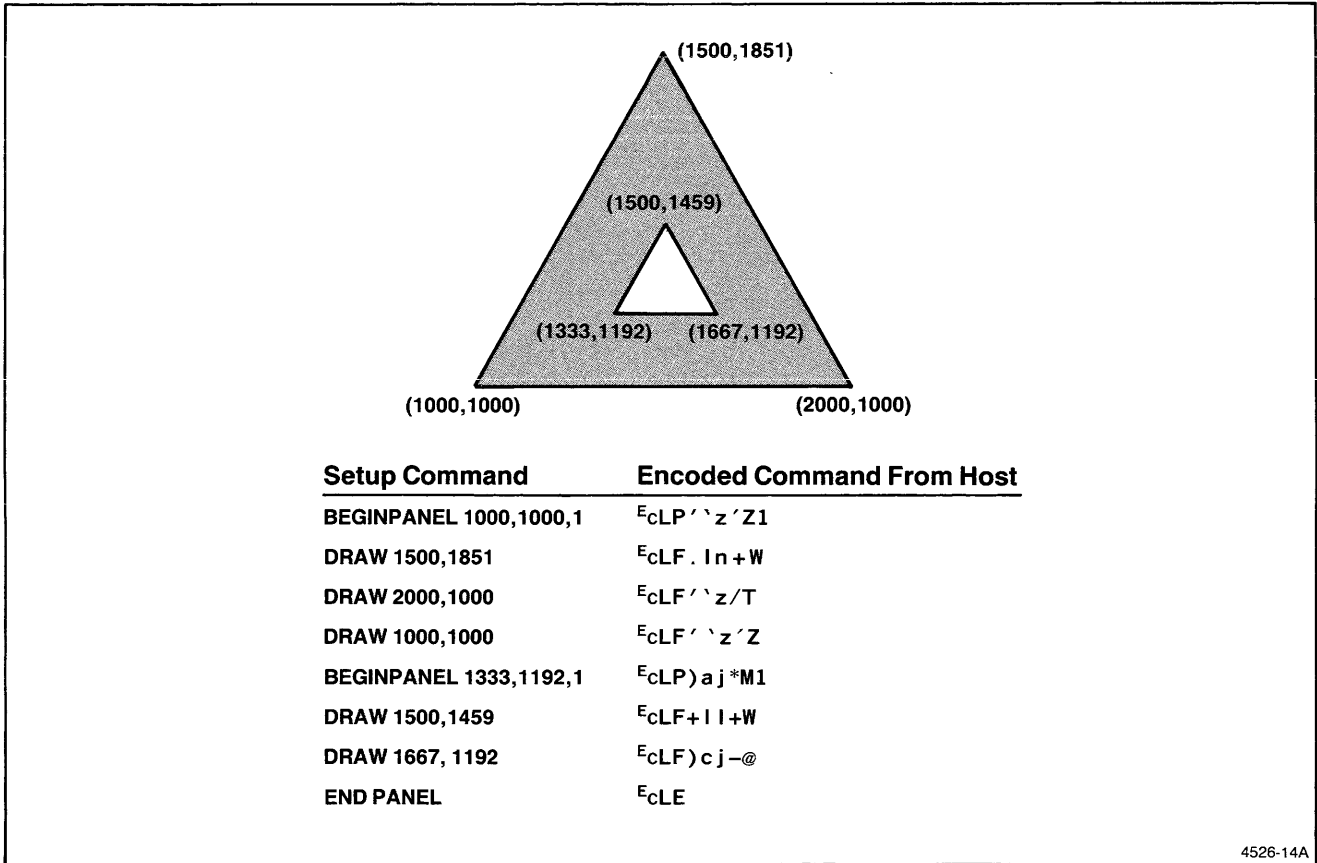 (1500,1851)
(1500,1459)
(1333,1192) (1667,1192)
(1000,1000) (2000,1000)
Setup Command Encoded Command From Host
BEGINPANEL 1000,1000,1 EcLP'`z'Z1
DRAW 1500,1851 EcLF.ln+W
DRAW 2000,1000 EcLF'`z/T
DRAW 1000,1000 EcLF'`z'Z
BEGINPANEL 1333,1192,1 EcLP)aj*M1
DRAW 1500,1459 EcLF+ll+W
DRAW 1667, 1192 EcLF)cj-@
END PANEL EcLE
4526-14A